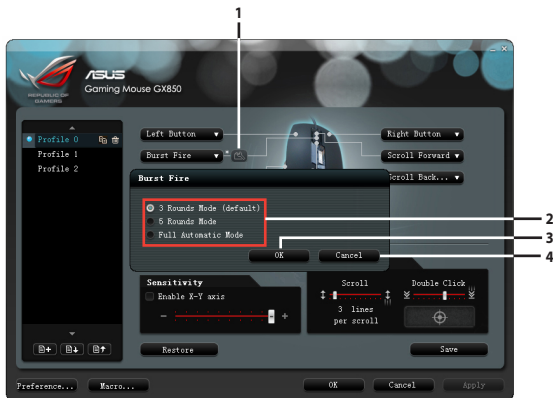 1
REPUBLIC OF
GAMERS
ASUS
Gaming Mouse GX850
Profile 0
Profile 1
Profile 2
Left Button
Burst Fire
Right Button
Scroll Forward
Scroll Back...
Burst Fire
3 Rounds Mode (default)
5 Rounds Mode
Full Automatic Mode
2
OK
3
Cancel
4
Sensitivity
Enable X-Y axis
- +
Scroll
3 lines
per scroll
Double Click
Restore
Save
Preference...
Macro...
OK
Cancel
Apply